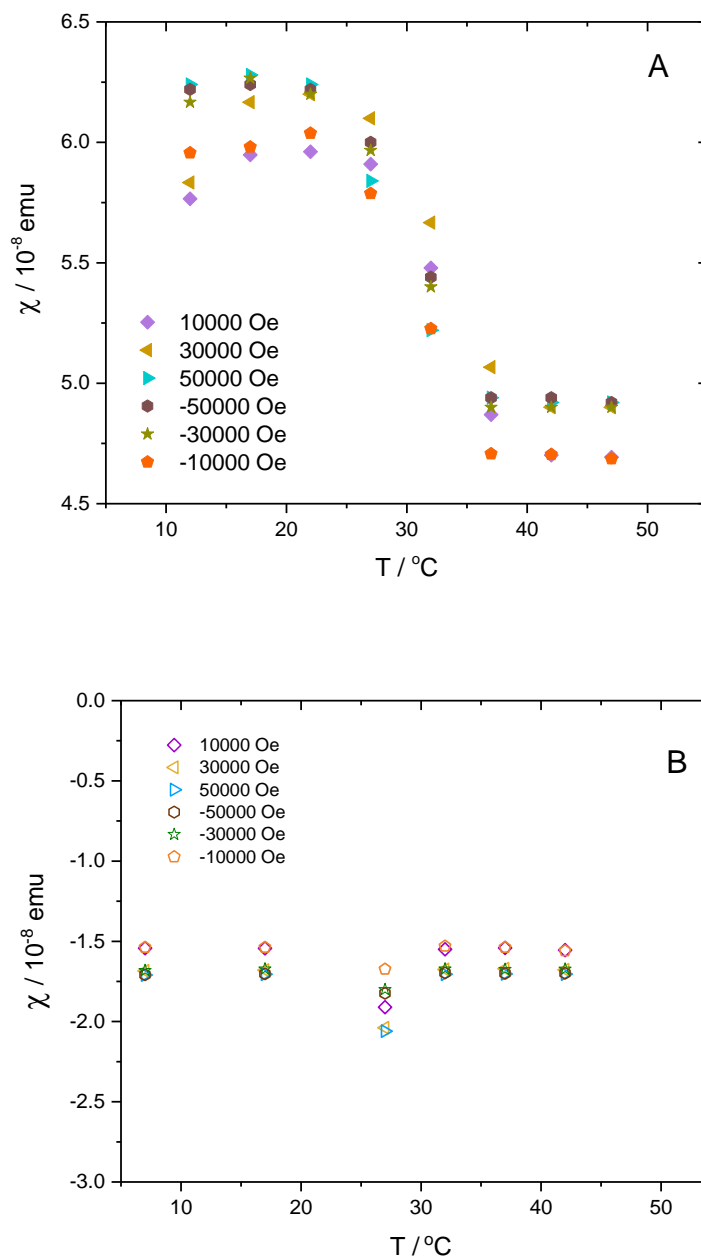 6.5
6.0
5.5
5.0
4.5
χ / 10⁻⁸ emu
A
10000 Oe
30000 Oe
50000 Oe
-50000 Oe
-30000 Oe
-10000 Oe
10 20 30 40 50
T / °C
0.0
-0.5
-1.0
-1.5
-2.0
-2.5
-3.0
χ / 10⁻⁸ emu
B
10000 Oe
30000 Oe
50000 Oe
-50000 Oe
-30000 Oe
-10000 Oe
10 20 30 40 50
T / °C